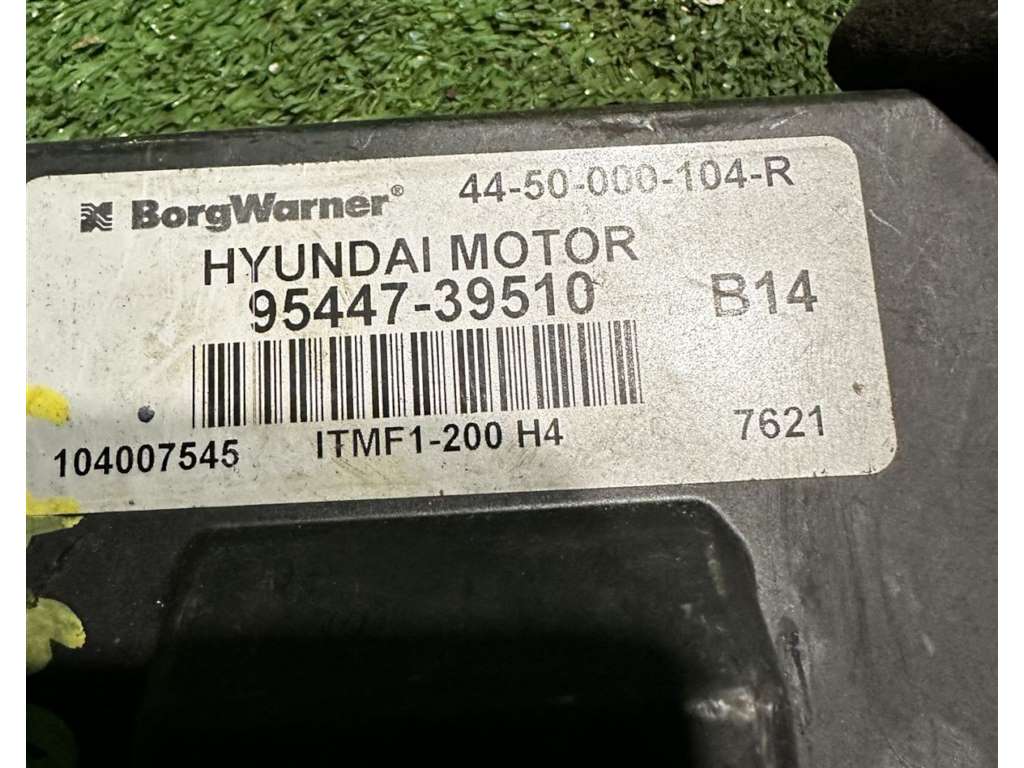 BorgWarner® 44-50-000-104-R
HYUNDAI MOTOR
95447-39510 B14
104007545 ITMF1-200 H4 7621